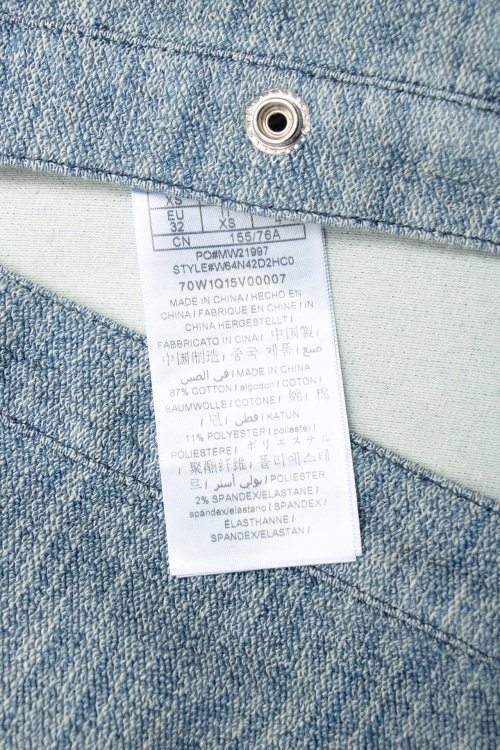 XS
EU
32 XS
CN 155/76A
PO#MW21997
STYLE#W64N42D2HC0
70W1Q15V00007
MADE IN CHINA / HECHO EN
CHINA / FABRIQUE EN CHINE / IN
CHINA HERGESTELLT /
FABBRICATO IN CINA / 中国製 /
中国制造 / 중국 제품 / صنع
في الصين / MADE IN CHINA
87% COTTON / algodon / COTON /
BAUMWOLLE / COTONE / 綿 / 棉
/ 면 / قطن / KATUN
11% POLYESTER / poliester /
POLIESTERE / ポリエステル
/ 聚酯纤维 / 폴리에스테
르 / بولي أستر / POLIESTER
2% SPANDEX/ELASTANE /
spándex/elastano / SPANDEX /
ÉLASTHANNE /
SPANDEX/ELASTAN /